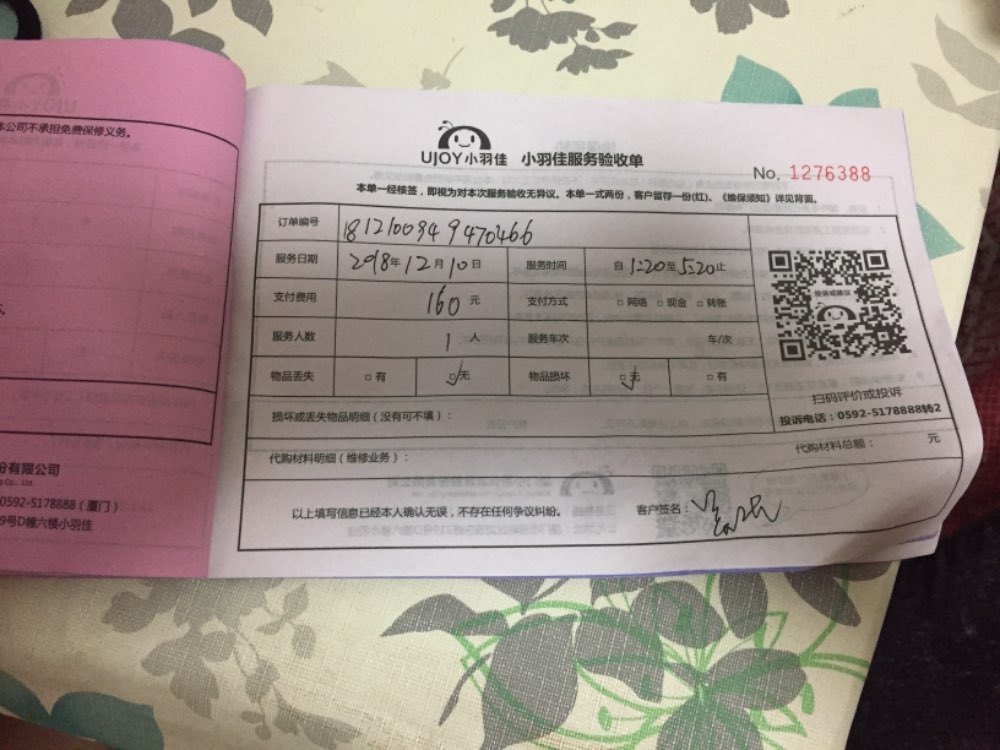 本公司不承担免费保修义务。
份有限公司
g Co., Ltd.
0592-5178888（厦门）
9号D幢六楼小羽佳
UJOY小羽佳 小羽佳服务验收单
No. 1276388
本单一经核签，即视为对本次服务验收无异议。本单一式两份，客户留存一份(红)。《维保须知》详见背面。
订单编号 1812100949470466
服务日期 2018年12月10日 服务时间 自1:20至5:20止
支付费用 160元 支付方式 □网络 □现金 □转账
服务人数 1人 服务车次 车/次
物品丢失 □有 ☑无 物品损坏 ☑无 □有
损坏或丢失物品明细（没有可不填）：
扫码评价或投诉
投诉电话：0592-5178888转2
代购材料明细（维修业务）： 代购材料总额： 元
以上填写信息已经本人确认无误，不存在任何争议纠纷。 客户签名：